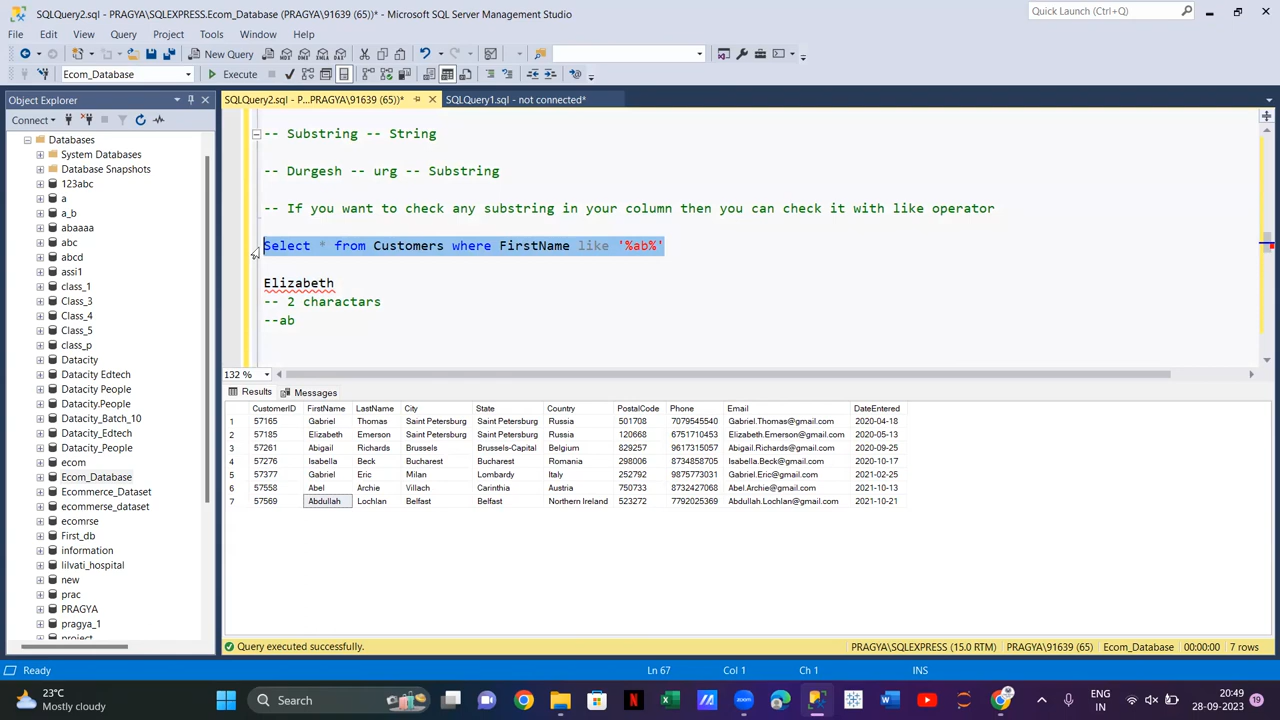 SQLQuery2.sql - PRAGYA\SQLEXPRESS.Ecom_Database (PRAGYA\91639 (65))* - Microsoft SQL Server Management Studio
Quick Launch (Ctrl+Q)
File Edit View Query Project Tools Window Help
New Query
Ecom_Database
Execute
Object Explorer
SQLQuery2.sql - P...PRAGYA\91639 (65))*
SQLQuery1.sql - not connected*
Connect
Databases
System Databases
Database Snapshots
123abc
a
a_b
abaaaa
abc
abcd
assi1
class_1
Class_3
Class_4
Class_5
class_p
Datacity
Datacity Edtech
Datacity People
Datacity.People
Datacity_Batch_10
Datacity_Edtech
Datacity_People
ecom
Ecom_Database
Ecommerce_Dataset
ecommerse_dataset
ecomrse
First_db
information
lilvati_hospital
new
prac
PRAGYA
pragya_1
project
-- Substring -- String
-- Durgesh -- urg -- Substring
-- If you want to check any substring in your column then you can check it with like operator
Select * from Customers where FirstName like '%ab%'
Elizabeth
-- 2 charactars
--ab
132 %
Results Messages
CustomerID FirstName LastName City State Country PostalCode Phone Email DateEntered
1 57165 Gabriel Thomas Saint Petersburg Saint Petersburg Russia 501708 7079545540 Gabriel.Thomas@gmail.com 2020-04-18
2 57185 Elizabeth Emerson Saint Petersburg Saint Petersburg Russia 120668 6751710453 Elizabeth.Emerson@gmail.com 2020-05-13
3 57261 Abigail Richards Brussels Brussels-Capital Belgium 829257 9617315057 Abigail.Richards@gmail.com 2020-09-25
4 57276 Isabella Beck Bucharest Bucharest Romania 298006 8734858705 Isabella.Beck@gmail.com 2020-10-17
5 57377 Gabriel Eric Milan Lombardy Italy 252792 9875773031 Gabriel.Eric@gmail.com 2021-02-25
6 57558 Abel Archie Villach Carinthia Austria 750733 8732427068 Abel.Archie@gmail.com 2021-10-13
7 57569 Abdullah Lochlan Belfast Belfast Northern Ireland 523272 7792025369 Abdullah.Lochlan@gmail.com 2021-10-21
Query executed successfully.
PRAGYA\SQLEXPRESS (15.0 RTM) PRAGYA\91639 (65) Ecom_Database 00:00:00 7 rows
Ready Ln 67 Col 1 Ch 1 INS
23°C
Mostly cloudy
Search
ENG
IN
20:49
28-09-2023
19